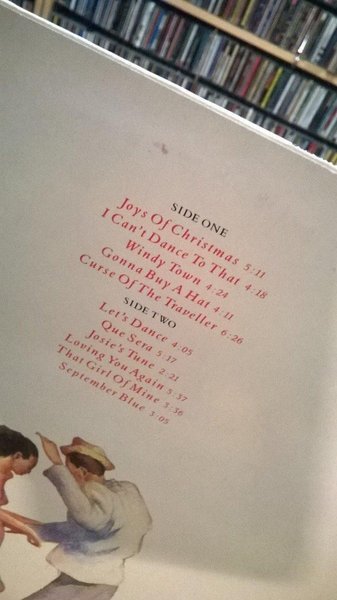 SIDE ONE
Joys Of Christmas 5:11
I Can't Dance To That 4:18
Windy Town 4:24
Gonna Buy A Hat 4:11
Curse Of The Traveller 6:26
SIDE TWO
Let's Dance 4:05
Que Sera 5:17
Josie's Tune 2:21
Loving You Again 5:37
That Girl Of Mine 3:36
September Blue 3:05